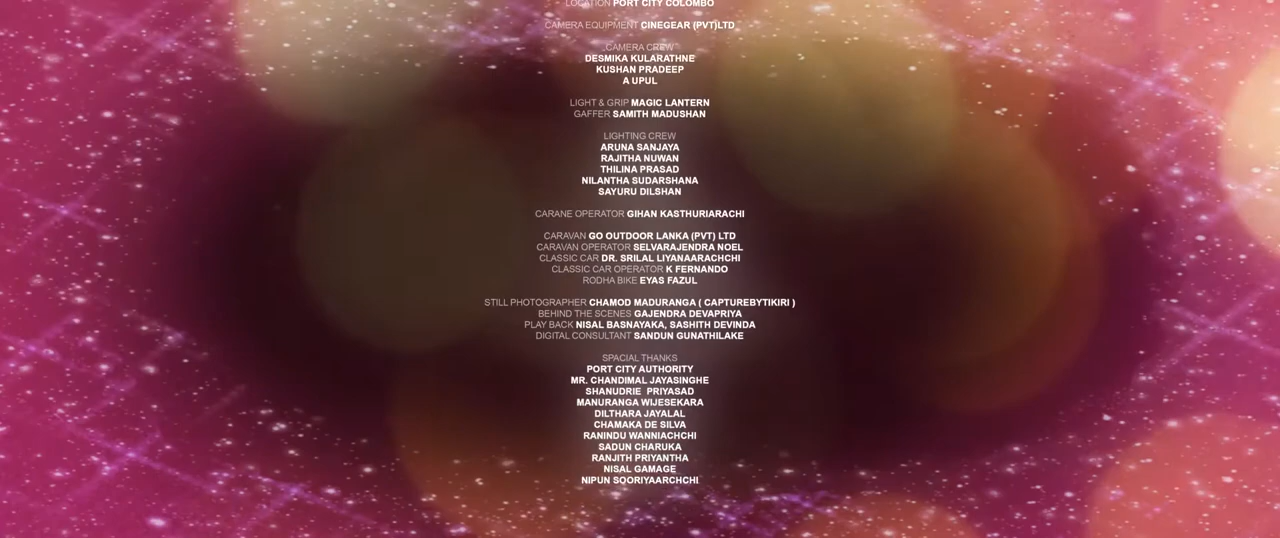 LOCATION PORT CITY COLOMBO
CAMERA EQUIPMENT CINEGEAR (PVT)LTD
CAMERA CREW
DESMIKA KULARATHNE
KUSHAN PRADEEP
A UPUL
LIGHT & GRIP MAGIC LANTERN
GAFFER SAMITH MADUSHAN
LIGHTING CREW
ARUNA SANJAYA
RAJITHA NUWAN
THILINA PRASAD
NILANTHA SUDARSHANA
SAYURU DILSHAN
CARANE OPERATOR GIHAN KASTHURIARACHI
CARAVAN GO OUTDOOR LANKA (PVT) LTD
CARAVAN OPERATOR SELVARAJENDRA NOEL
CLASSIC CAR DR. SRILAL LIYANAARACHCHI
CLASSIC CAR OPERATOR K FERNANDO
RODHA BIKE EYAS FAZUL
STILL PHOTOGRAPHER CHAMOD MADURANGA ( CAPTUREBYTIKIRI )
BEHIND THE SCENES GAJENDRA DEVAPRIYA
PLAY BACK NISAL BASNAYAKA, SASHITH DEVINDA
DIGITAL CONSULTANT SANDUN GUNATHILAKE
SPACIAL THANKS
PORT CITY AUTHORITY
MR. CHANDIMAL JAYASINGHE
SHANUDRIE PRIYASAD
MANURANGA WIJESEKARA
DILTHARA JAYALAL
CHAMAKA DE SILVA
RANINDU WANNIACHCHI
SADUN CHARUKA
RANJITH PRIYANTHA
NISAL GAMAGE
NIPUN SOORIYAARCHCHI